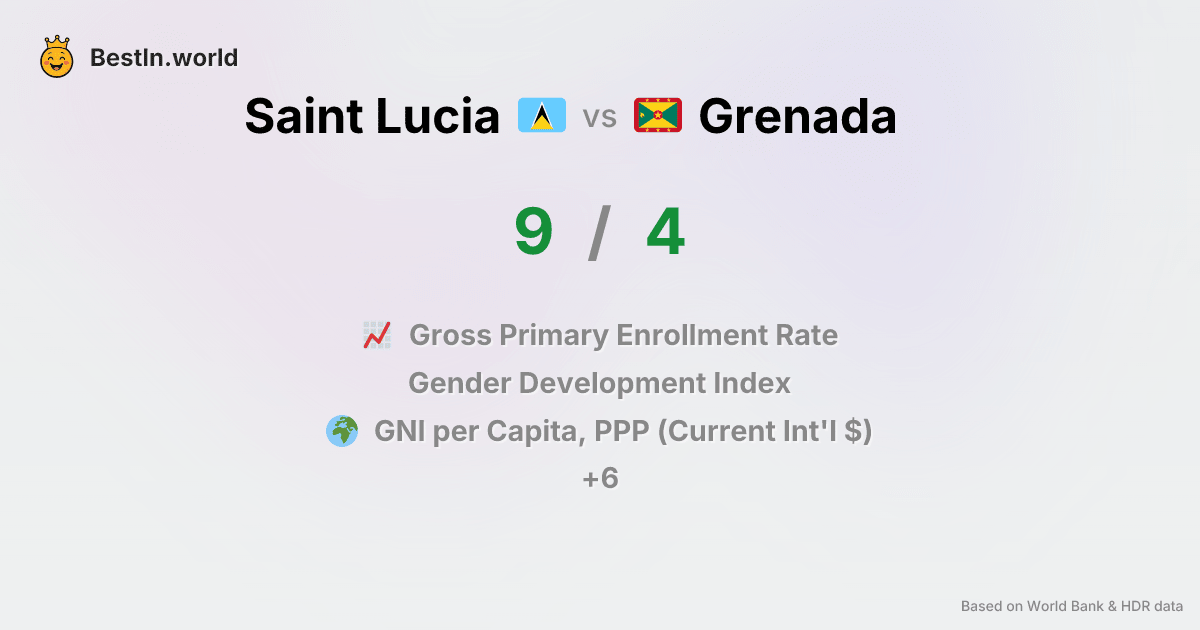 BestIn.world
Saint Lucia vs Grenada
9 / 4
Gross Primary Enrollment Rate
Gender Development Index
GNI per Capita, PPP (Current Int'l $)
+6
Based on World Bank & HDR data